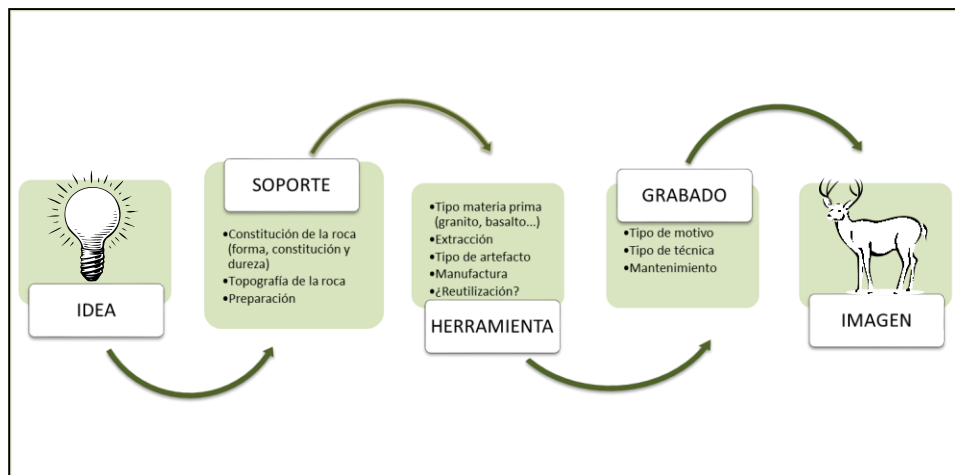 IDEA
SOPORTE
•Constitución de la roca
(forma, constitución y
dureza)
•Topografía de la roca
•Preparación
•Tipo materia prima
(granito, basalto...)
•Extracción
•Tipo de artefacto
•Manufactura
•¿Reutilización?
HERRAMIENTA
GRABADO
•Tipo de motivo
•Tipo de técnica
•Mantenimiento
IMAGEN